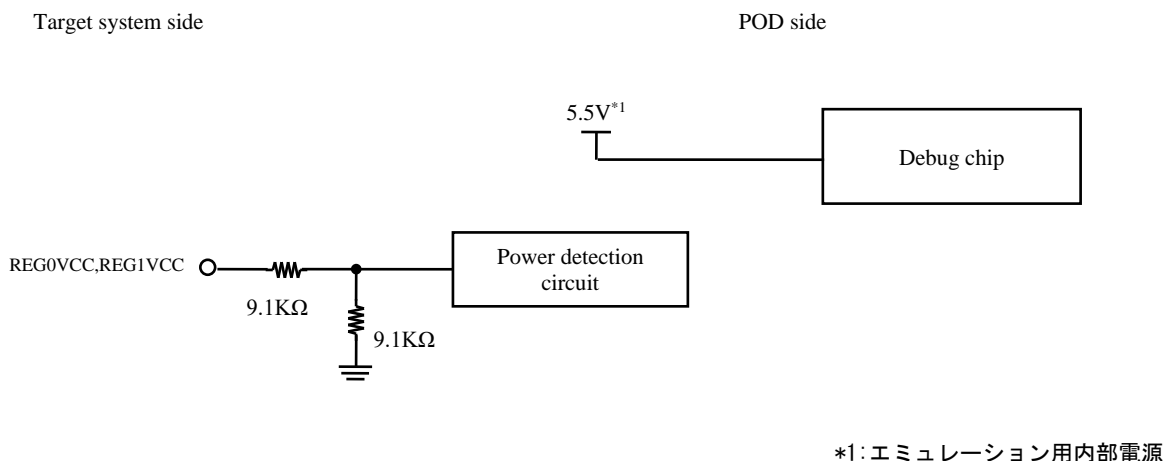 Target system side
POD side
5.5V*1
Debug chip
REG0VCC,REG1VCC
Power detection
circuit
9.1KΩ
9.1KΩ
*1:エミュレーション用内部電源